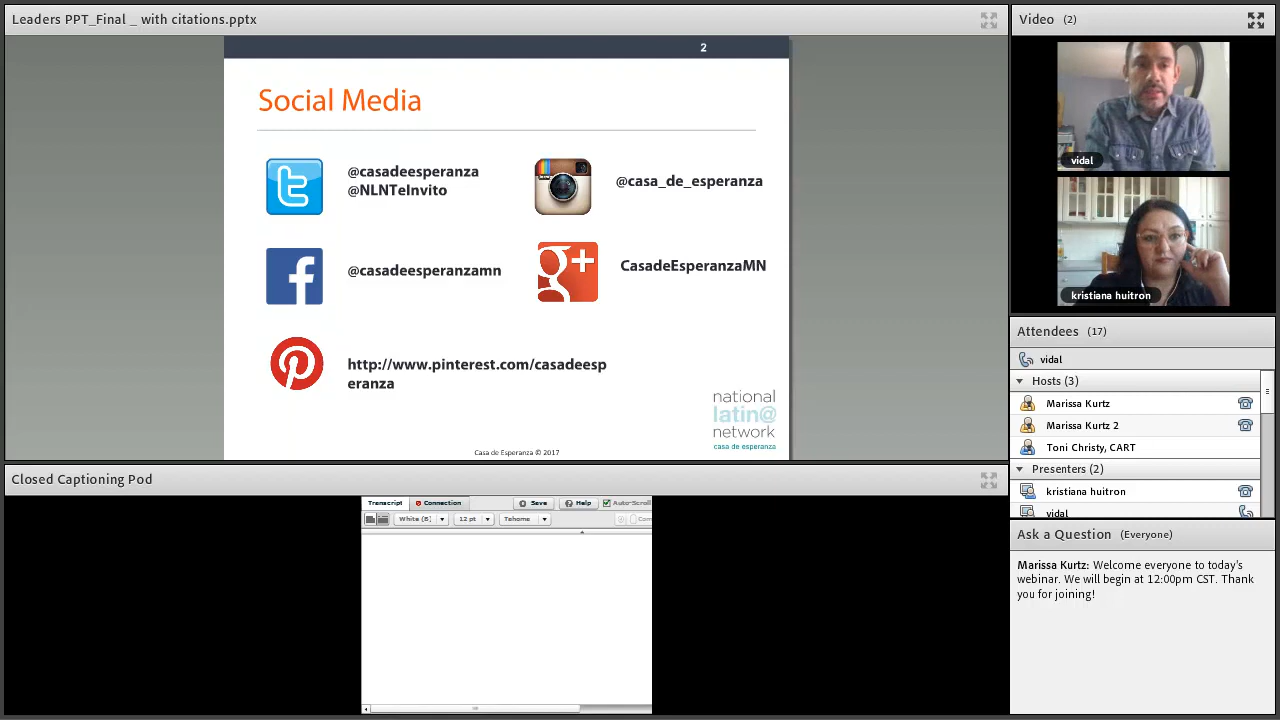 Leaders PPT_Final _ with citations.pptx
2
Social Media
@casadeesperanza
@NLNTeInvito
@casa_de_esperanza
@casadeesperanzamn
CasadeEsperanzaMN
http://www.pinterest.com/casadeesp
eranza
national
latin@
network
casa de esperanza
Casa de Esperanza © 2017
Closed Captioning Pod
Transcript
Connection
Save
Help
Auto-Scroll
White (B)
12 pt
Tahoma
Com
Video (2)
vidal
kristiana huitron
Attendees (17)
vidal
Hosts (3)
Marissa Kurtz
Marissa Kurtz 2
Toni Christy, CART
Presenters (2)
kristiana huitron
vidal
Ask a Question (Everyone)
Marissa Kurtz: Welcome everyone to today's
webinar. We will begin at 12:00pm CST. Thank
you for joining!